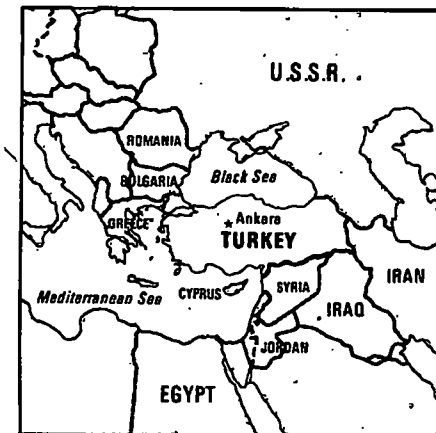 U.S.S.R.
ROMANIA
BULGARIA
Black Sea
GREECE
Ankara
TURKEY
IRAN
Mediterranean Sea
CYPRUS
SYRIA
IRAQ
JORDAN
EGYPT